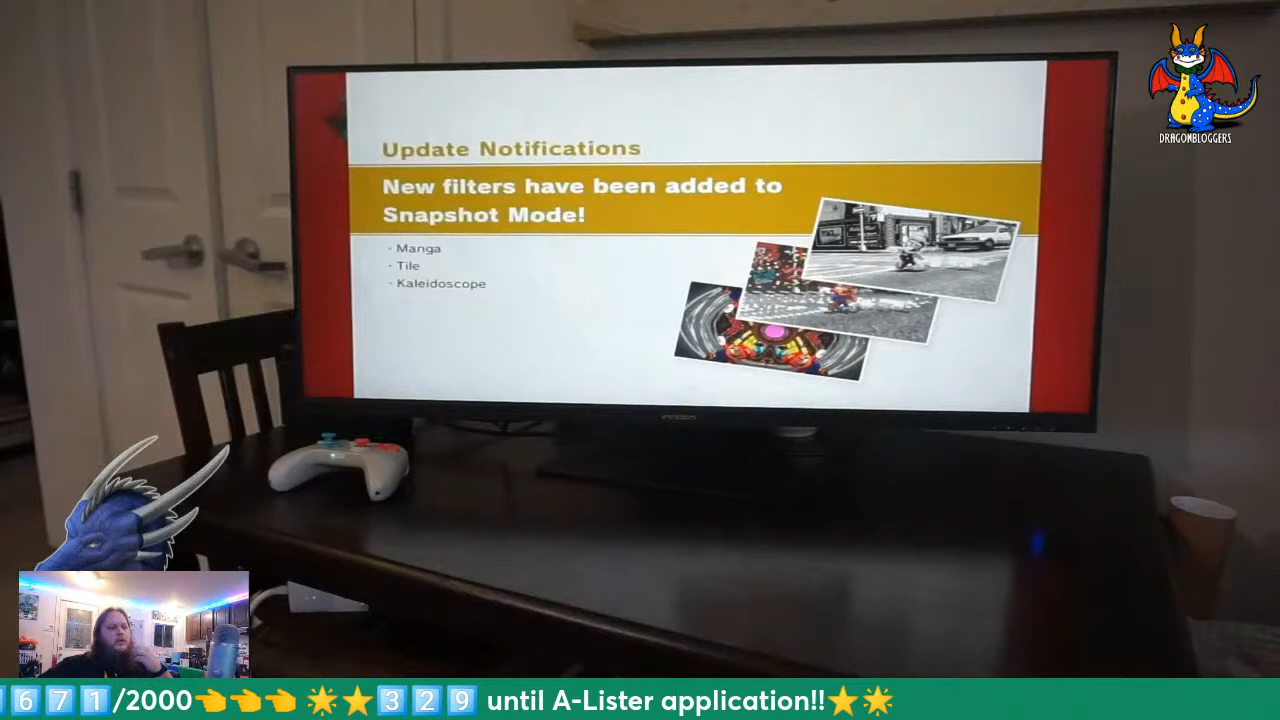 DRAGONBLOGGERS
Update Notifications
New filters have been added to
Snapshot Mode!
· Manga
· Tile
· Kaleidoscope
671/2000👈👈👈 🌟⭐329 until A-Lister application!!⭐🌟